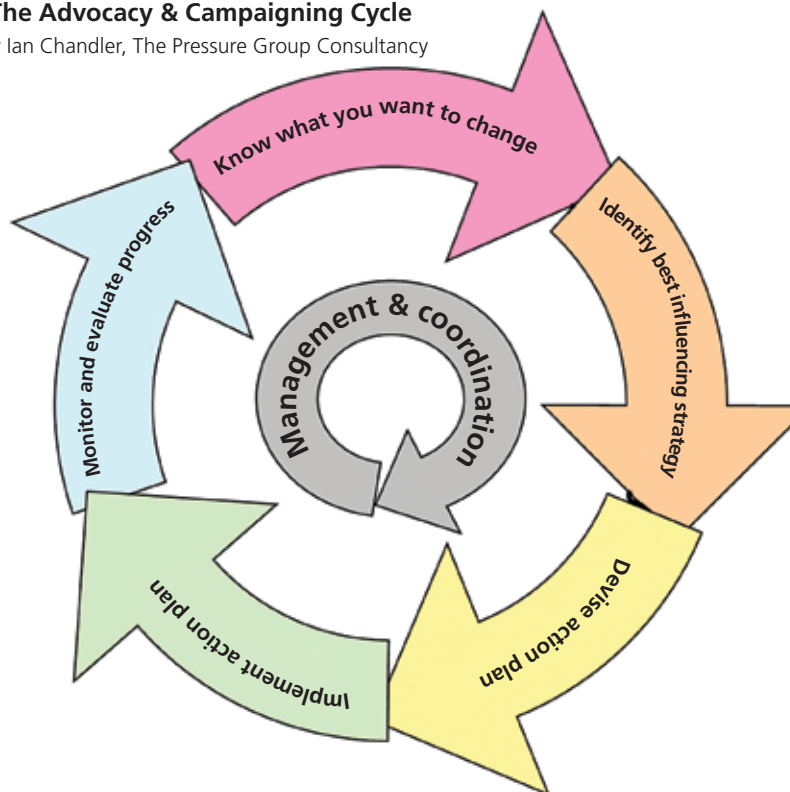 The Advocacy & Campaigning Cycle
Ian Chandler, The Pressure Group Consultancy
Know what you want to change
Identify best influencing strategy
Devise action plan
Implement action plan
Monitor and evaluate progress
Management & coordination